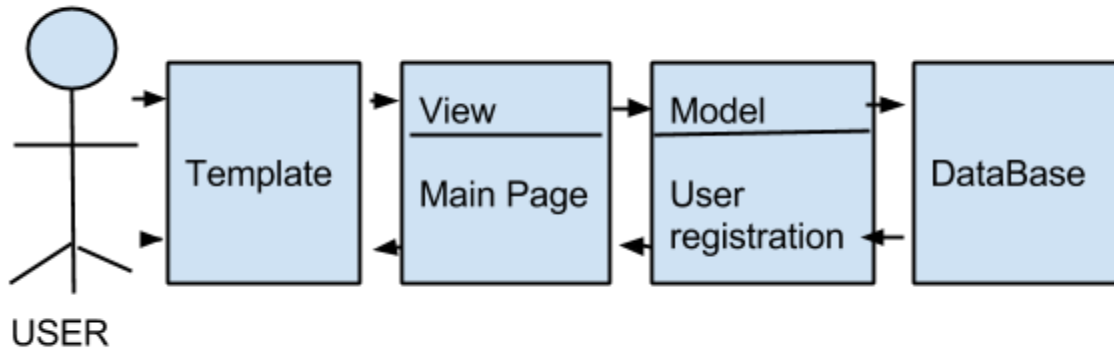 Template
View
Main Page
Model
User
registration
DataBase
USER